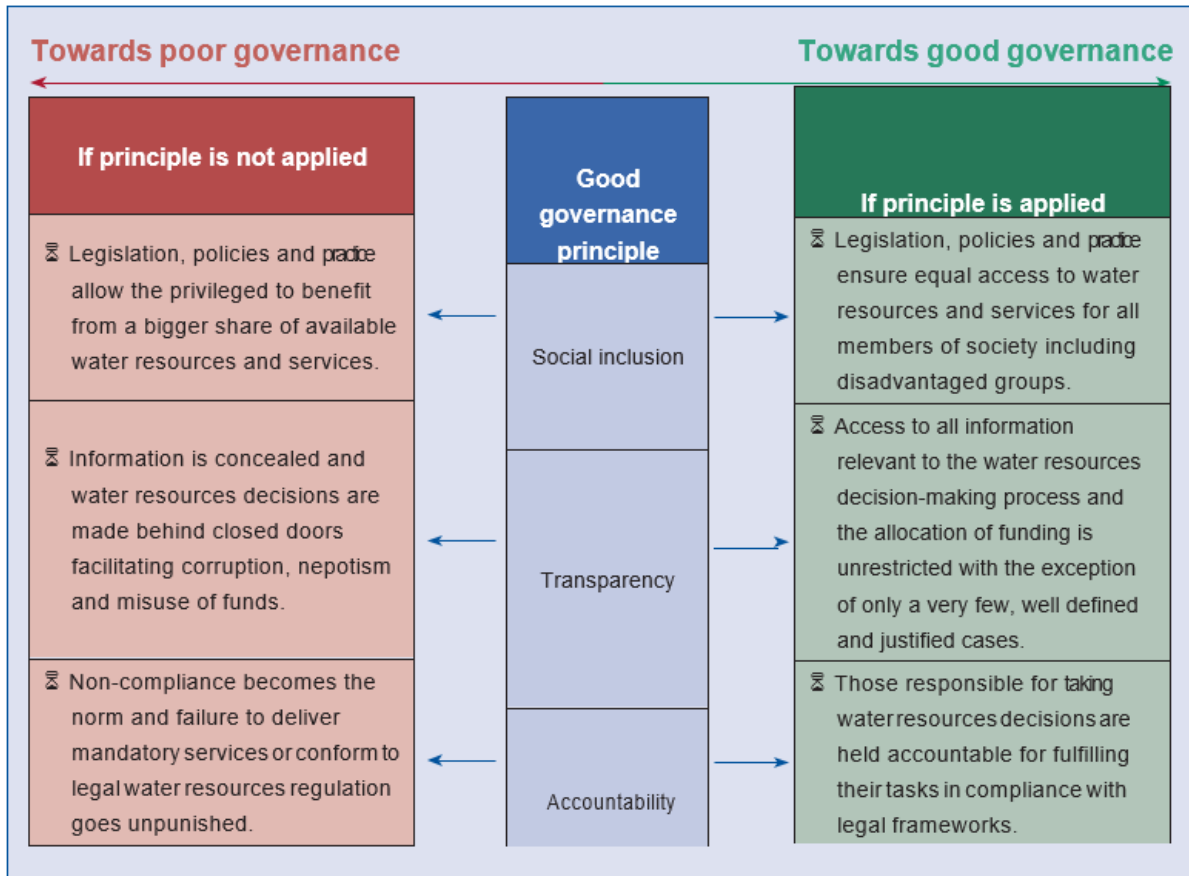 Towards poor governance
Towards good governance
If principle is not applied
Good
governance
principle
If principle is applied
Legislation, policies and practice
allow the privileged to benefit
from a bigger share of available
water resources and services.
Social inclusion
Legislation, policies and practice
ensure equal access to water
resources and services for all
members of society including
disadvantaged groups.
Information is concealed and
water resources decisions are
made behind closed doors
facilitating corruption, nepotism
and misuse of funds.
Transparency
Access to all information
relevant to the water resources
decision-making process and
the allocation of funding is
unrestricted with the exception
of only a very few, well defined
and justified cases.
Non-compliance becomes the
norm and failure to deliver
mandatory services or conform to
legal water resources regulation
goes unpunished.
Accountability
Those responsible for taking
water resources decisions are
held accountable for fulfilling
their tasks in compliance with
legal frameworks.